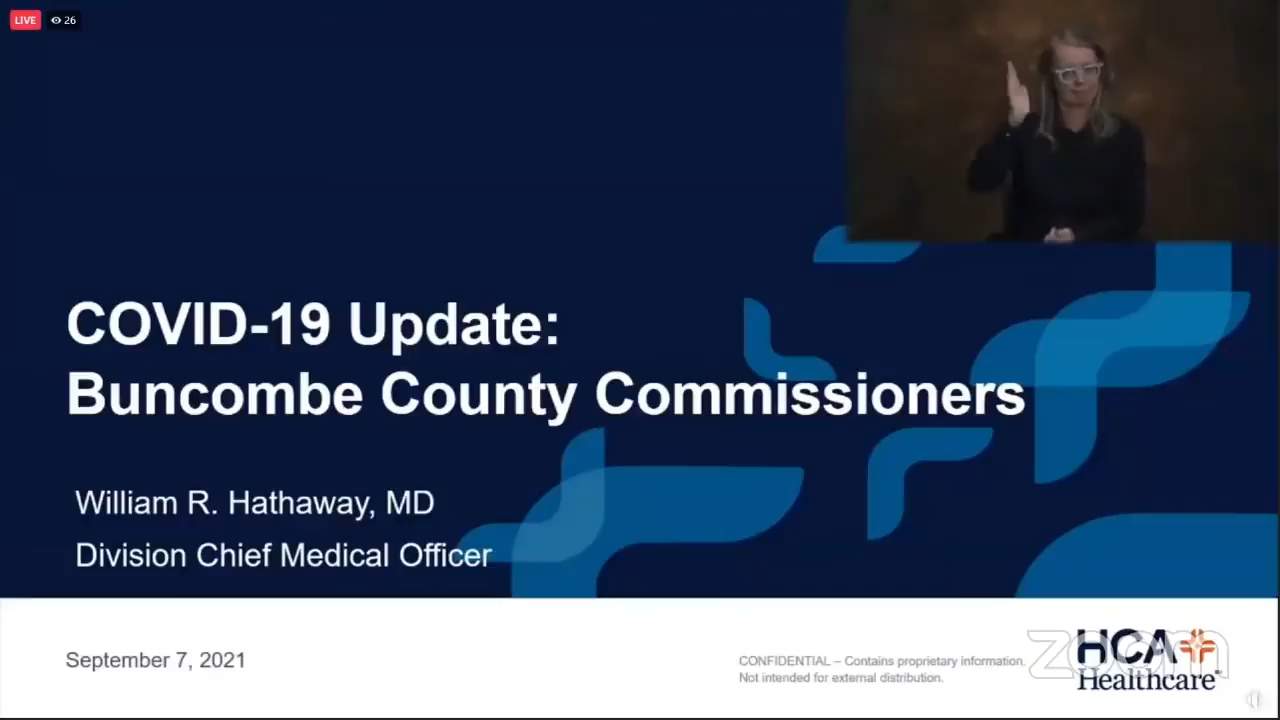 LIVE 26
COVID-19 Update:
Buncombe County Commissioners
William R. Hathaway, MD
Division Chief Medical Officer
September 7, 2021
CONFIDENTIAL – Contains proprietary information.
Not intended for external distribution.
HCA
Healthcare
zoom